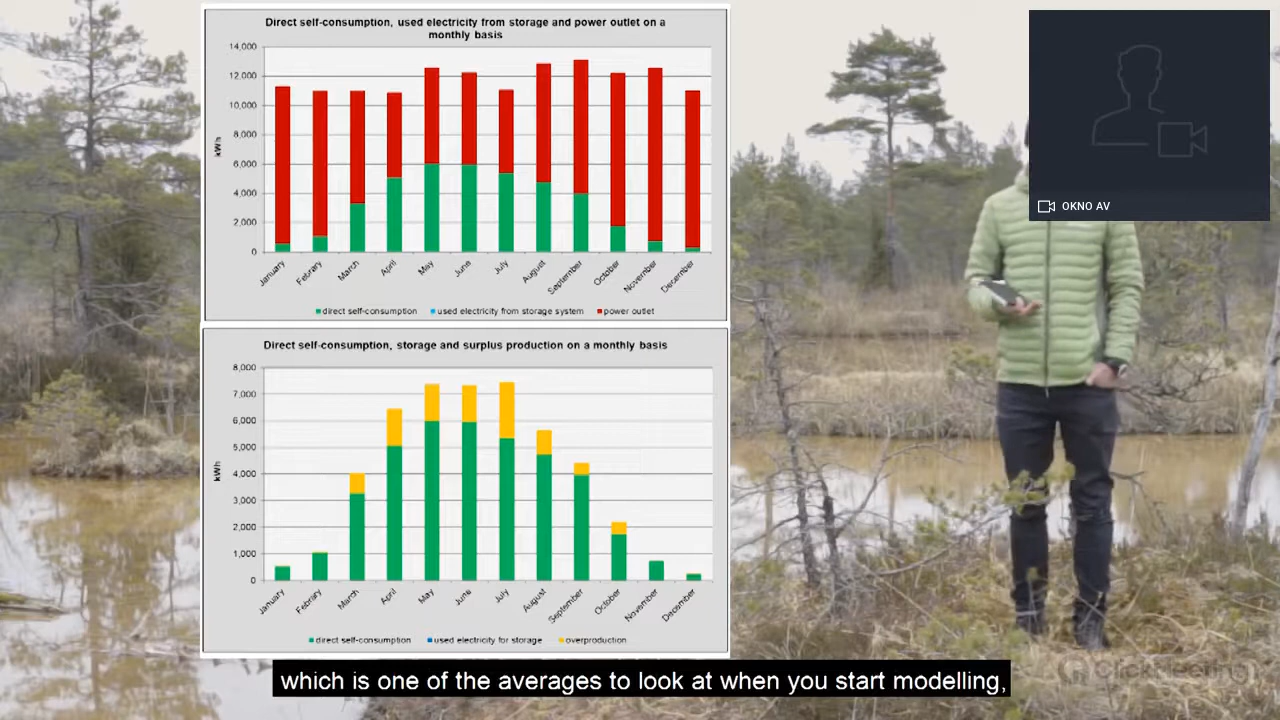 Direct self-consumption, used electricity from storage and power outlet on a
monthly basis
14,000
12,000
10,000
8,000
6,000
4,000
2,000
0
kWh
January
Febrary
March
April
May
June
July
August
September
October
November
December
direct self-consumption
used electricity from storage system
power outlet
Direct self-consumption, storage and surplus production on a monthly basis
8,000
7,000
6,000
5,000
4,000
3,000
2,000
1,000
0
kWh
January
Febrary
March
April
May
June
July
August
September
October
November
December
direct self-consumption
used electricity for storage
overproduction
OKNO AV
which is one of the averages to look at when you start modelling,
ClickMeeting